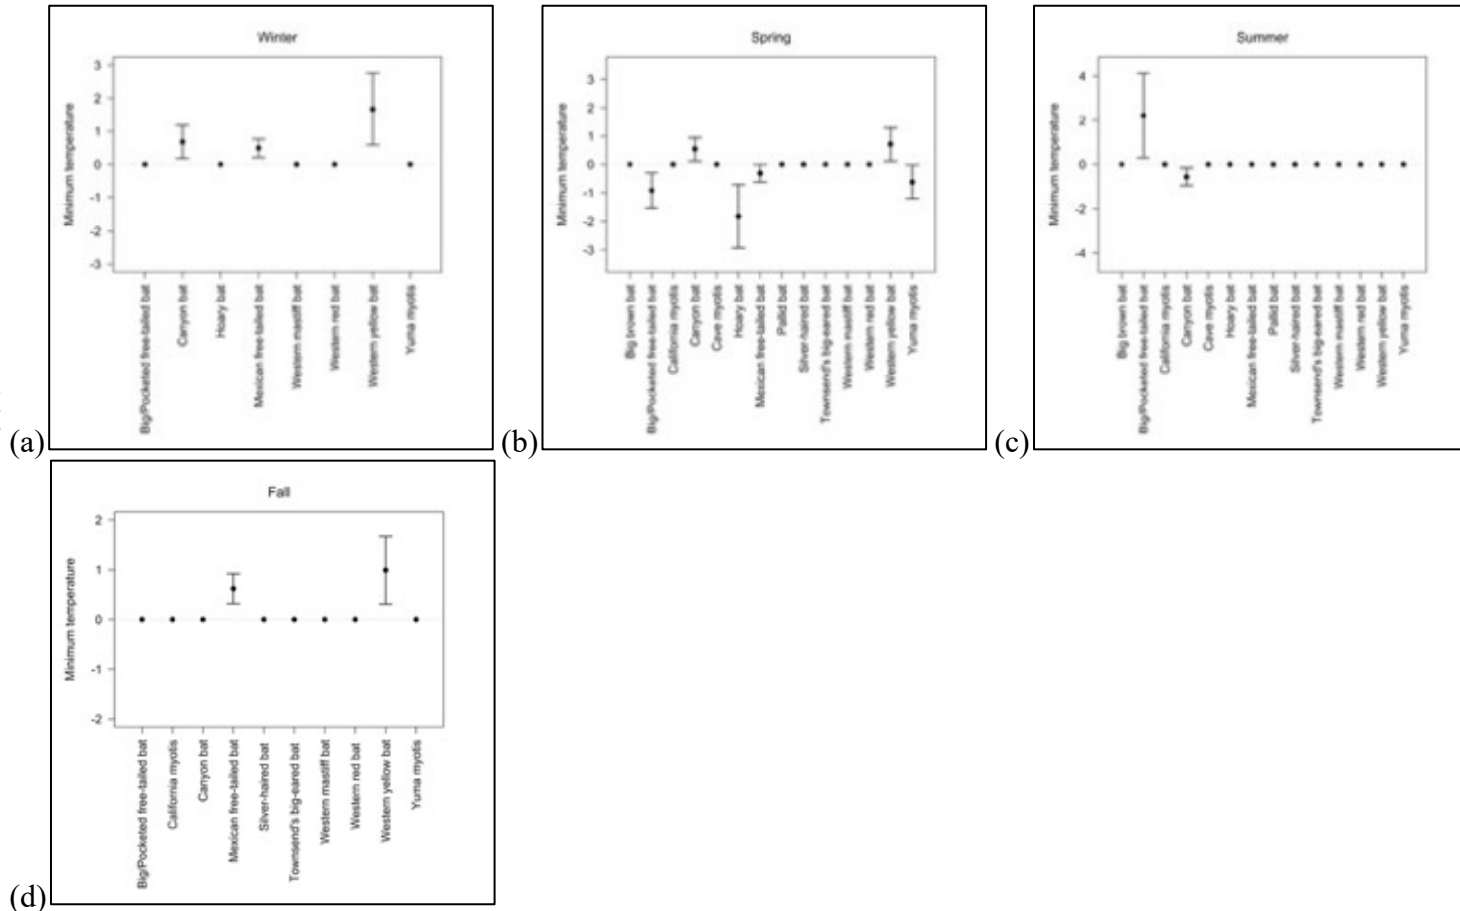 Winter
Minimum temperature
3
2
1
0
-1
-2
-3
Big/Pocketed free-tailed bat
Canyon bat
Hoary bat
Mexican free-tailed bat
Western mastiff bat
Western red bat
Western yellow bat
Yuma myotis
(a)
Spring
Minimum temperature
3
2
1
0
-1
-2
-3
Big brown bat
Big/Pocketed free-tailed bat
California myotis
Canyon bat
Cave myotis
Hoary bat
Mexican free-tailed bat
Pallid bat
Silver-haired bat
Townsend's big-eared bat
Western mastiff bat
Western red bat
Western yellow bat
Yuma myotis
(b)
Summer
Minimum temperature
4
2
0
-2
-4
Big brown bat
Big/Pocketed free-tailed bat
California myotis
Canyon bat
Cave myotis
Hoary bat
Mexican free-tailed bat
Pallid bat
Silver-haired bat
Townsend's big-eared bat
Western mastiff bat
Western red bat
Western yellow bat
Yuma myotis
(c)
Fall
Minimum temperature
2
1
0
-1
-2
Big/Pocketed free-tailed bat
California myotis
Canyon bat
Mexican free-tailed bat
Silver-haired bat
Townsend's big-eared bat
Western mastiff bat
Western red bat
Western yellow bat
Yuma myotis
(d)